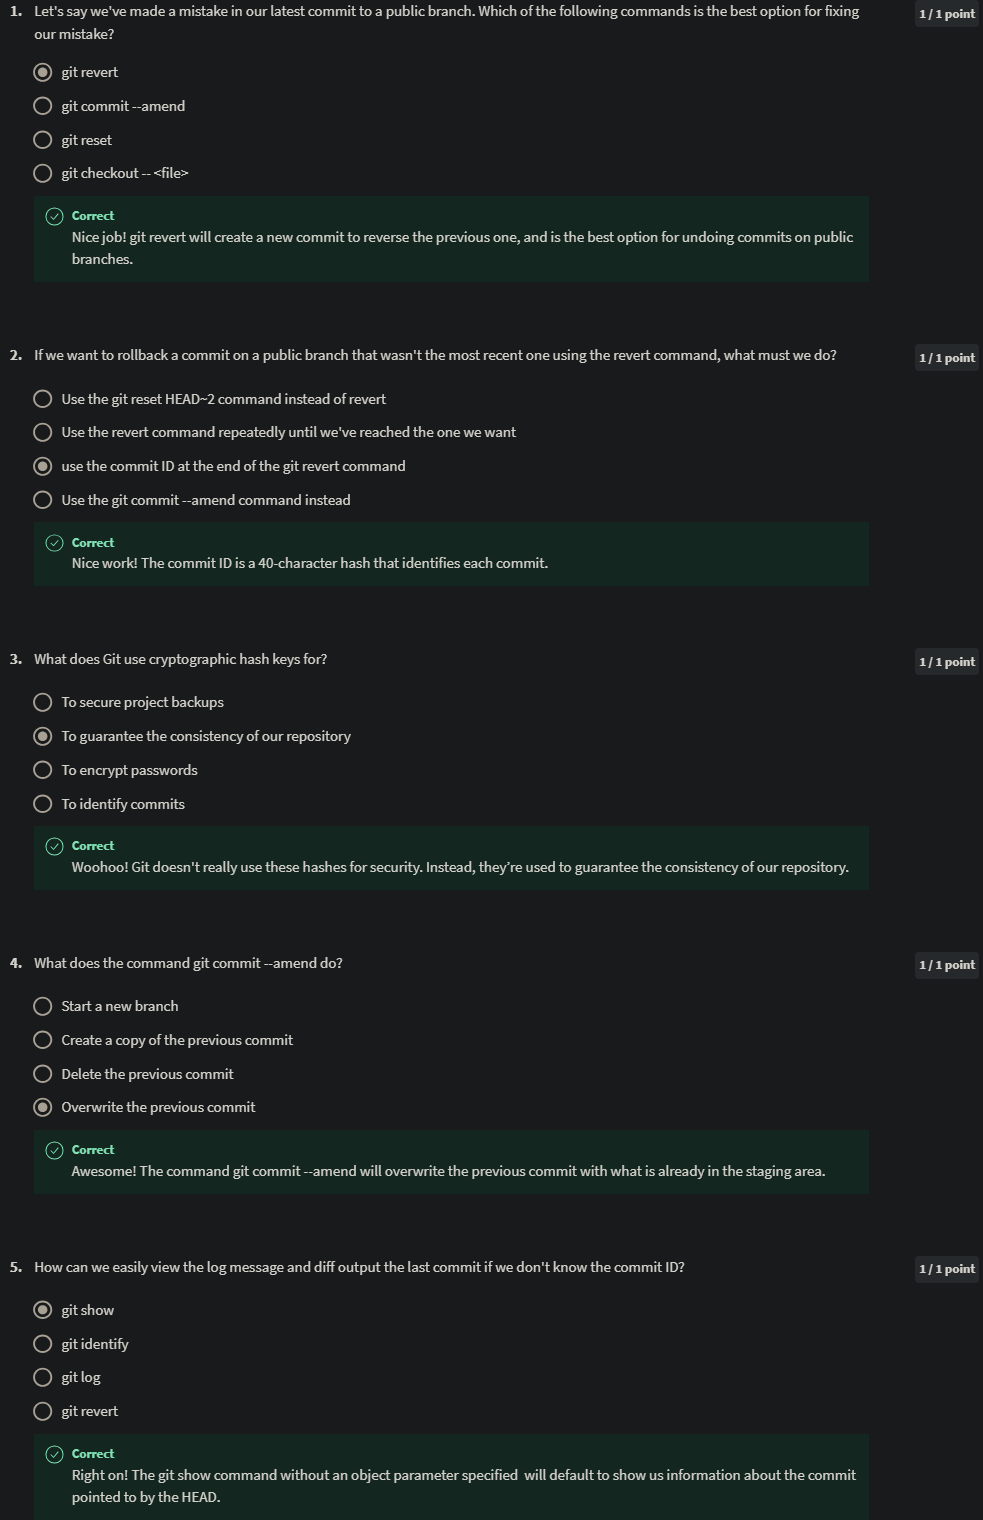 1. Let's say we've made a mistake in our latest commit to a public branch. Which of the following commands is the best option for fixing
our mistake?
1 / 1 point
git revert
git commit --amend
git reset
git checkout -- <file>
Correct
Nice job! git revert will create a new commit to reverse the previous one, and is the best option for undoing commits on public
branches.
2. If we want to rollback a commit on a public branch that wasn't the most recent one using the revert command, what must we do?
1 / 1 point
Use the git reset HEAD~2 command instead of revert
Use the revert command repeatedly until we've reached the one we want
use the commit ID at the end of the git revert command
Use the git commit --amend command instead
Correct
Nice work! The commit ID is a 40-character hash that identifies each commit.
3. What does Git use cryptographic hash keys for?
1 / 1 point
To secure project backups
To guarantee the consistency of our repository
To encrypt passwords
To identify commits
Correct
Woohoo! Git doesn't really use these hashes for security. Instead, they’re used to guarantee the consistency of our repository.
4. What does the command git commit --amend do?
1 / 1 point
Start a new branch
Create a copy of the previous commit
Delete the previous commit
Overwrite the previous commit
Correct
Awesome! The command git commit --amend will overwrite the previous commit with what is already in the staging area.
5. How can we easily view the log message and diff output the last commit if we don't know the commit ID?
1 / 1 point
git show
git identify
git log
git revert
Correct
Right on! The git show command without an object parameter specified  will default to show us information about the commit
pointed to by the HEAD.